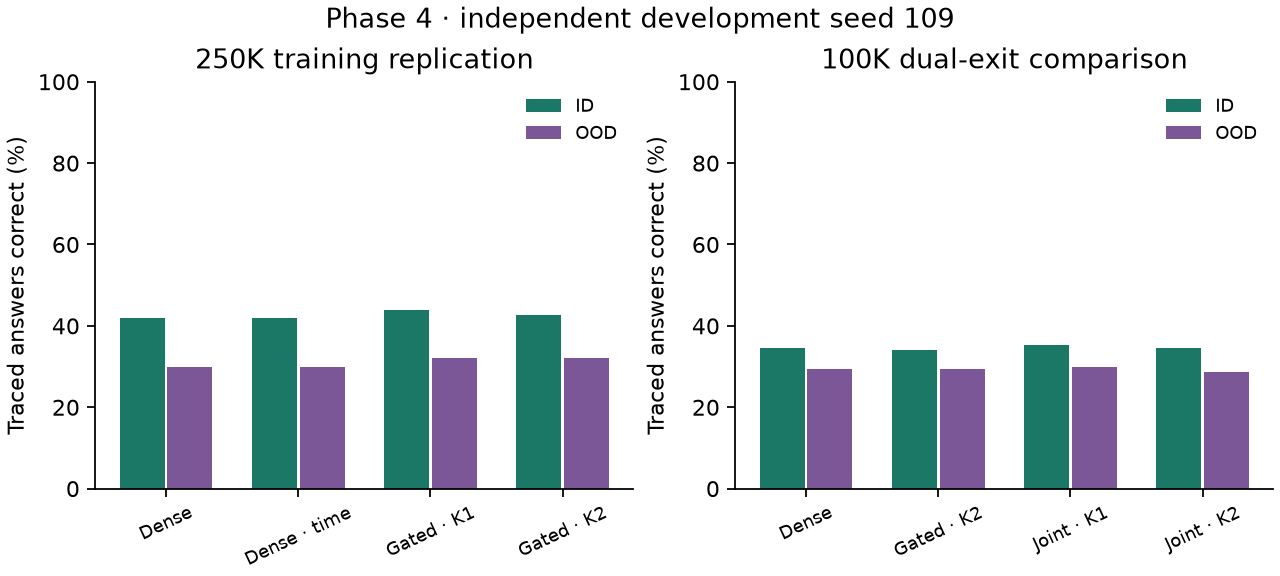 Phase 4 · independent development seed 109
250K training replication
Traced answers correct (%)
100
80
60
40
20
0
ID
OOD
Dense
Dense · time
Gated · K1
Gated · K2
100K dual-exit comparison
Traced answers correct (%)
100
80
60
40
20
0
ID
OOD
Dense
Gated · K2
Joint · K1
Joint · K2